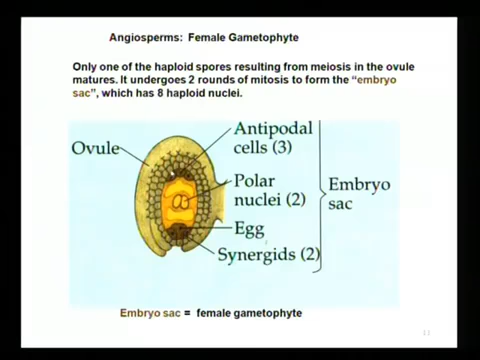 Angiosperms: Female Gametophyte
Only one of the haploid spores resulting from meiosis in the ovule
matures. It undergoes 2 rounds of mitosis to form the “embryo
sac”, which has 8 haploid nuclei.
Ovule
Antipodal
cells (3)
Polar
nuclei (2)
Egg
Synergids (2)
Embryo
sac
Embryo sac = female gametophyte